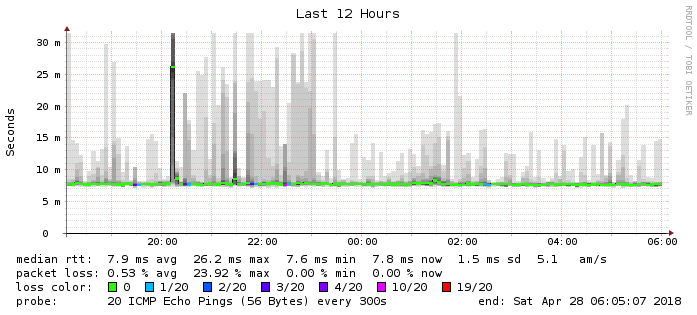 Last 12 Hours
RRDTOOL / TOBI OETIKER
Seconds
30 m
25 m
20 m
15 m
10 m
5 m
0
20:00 22:00 00:00 02:00 04:00 06:00
median rtt: 7.9 ms avg 26.2 ms max 7.6 ms min 7.8 ms now 1.5 ms sd 5.1 am/s
packet loss: 0.53 % avg 23.92 % max 0.00 % min 0.00 % now
loss color: 0 1/20 2/20 3/20 4/20 10/20 19/20
probe: 20 ICMP Echo Pings (56 Bytes) every 300s end: Sat Apr 28 06:05:07 2018